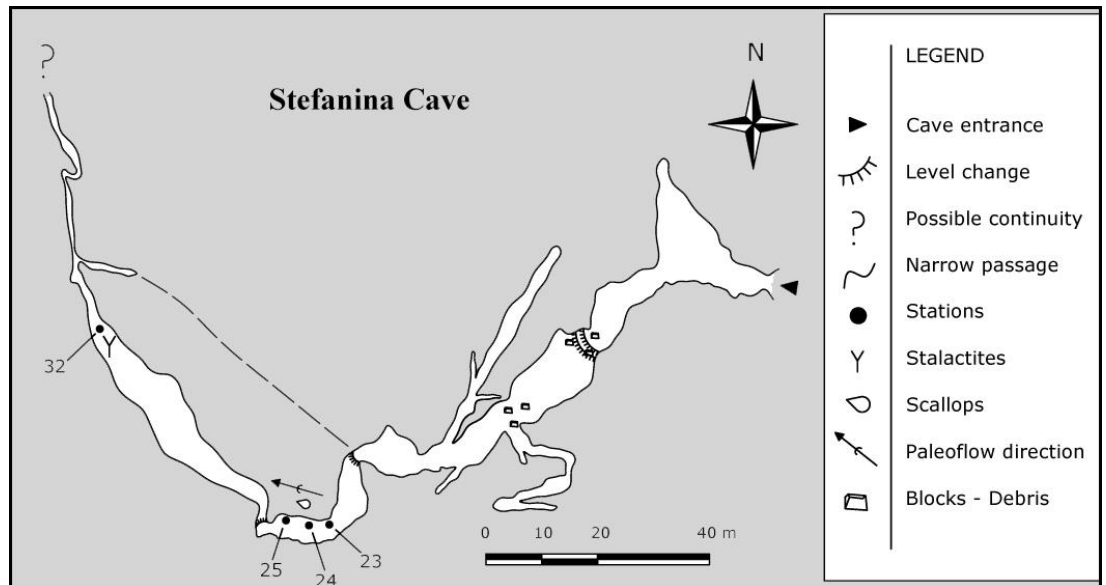 ?
Stefanina Cave
N
32
25
24
23
0 10 20 40 m
LEGEND
Cave entrance
Level change
? Possible continuity
Narrow passage
Stations
Stalactites
Scallops
Paleoflow direction
Blocks - Debris